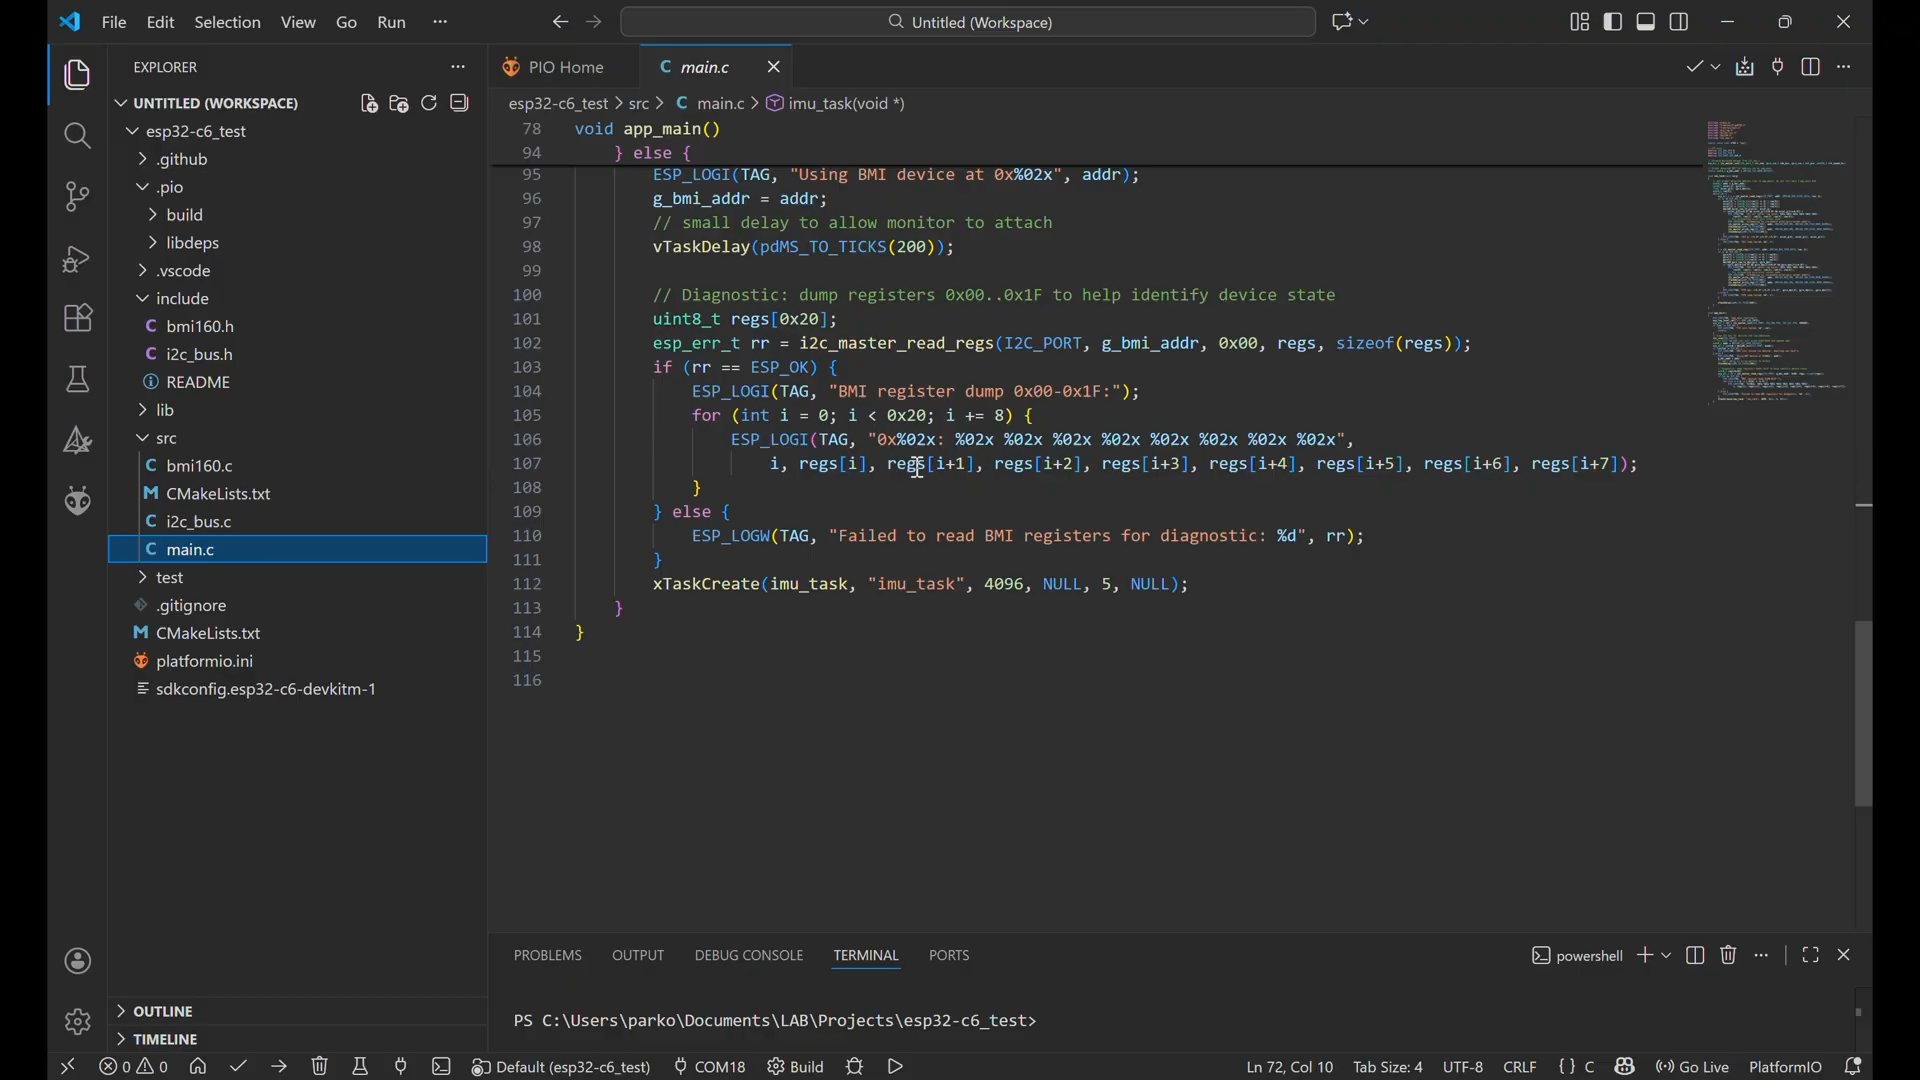 File Edit Selection View Go Run ···
Untitled (Workspace)
EXPLORER
PIO Home
C main.c
UNTITLED (WORKSPACE)
esp32-c6_test > src > C main.c > imu_task(void *)
esp32-c6_test
.github
.pio
build
libdeps
.vscode
include
C bmi160.h
C i2c_bus.h
README
lib
src
C bmi160.c
M CMakeLists.txt
C i2c_bus.c
C main.c
test
.gitignore
M CMakeLists.txt
platformio.ini
sdkconfig.esp32-c6-devkitm-1
OUTLINE
TIMELINE
78 void app_main()
94 } else {
95 ESP_LOGI(TAG, "Using BMI device at 0x%02x", addr);
96 g_bmi_addr = addr;
97 // small delay to allow monitor to attach
98 vTaskDelay(pdMS_TO_TICKS(200));
99
100 // Diagnostic: dump registers 0x00..0x1F to help identify device state
101 uint8_t regs[0x20];
102 esp_err_t rr = i2c_master_read_regs(I2C_PORT, g_bmi_addr, 0x00, regs, sizeof(regs));
103 if (rr == ESP_OK) {
104 ESP_LOGI(TAG, "BMI register dump 0x00-0x1F:");
105 for (int i = 0; i < 0x20; i += 8) {
106 ESP_LOGI(TAG, "0x%02x: %02x %02x %02x %02x %02x %02x %02x %02x",
107 i, regs[i], regs[i+1], regs[i+2], regs[i+3], regs[i+4], regs[i+5], regs[i+6], regs[i+7]);
108 }
109 } else {
110 ESP_LOGW(TAG, "Failed to read BMI registers for diagnostic: %d", rr);
111 }
112 xTaskCreate(imu_task, "imu_task", 4096, NULL, 5, NULL);
113 }
114 }
115
116
PROBLEMS OUTPUT DEBUG CONSOLE TERMINAL PORTS
powershell
PS C:\Users\parko\Documents\LAB\Projects\esp32-c6_test>
0 0 Default (esp32-c6_test) COM18 Build Ln 72, Col 10 Tab Size: 4 UTF-8 CRLF {} C Go Live PlatformIO